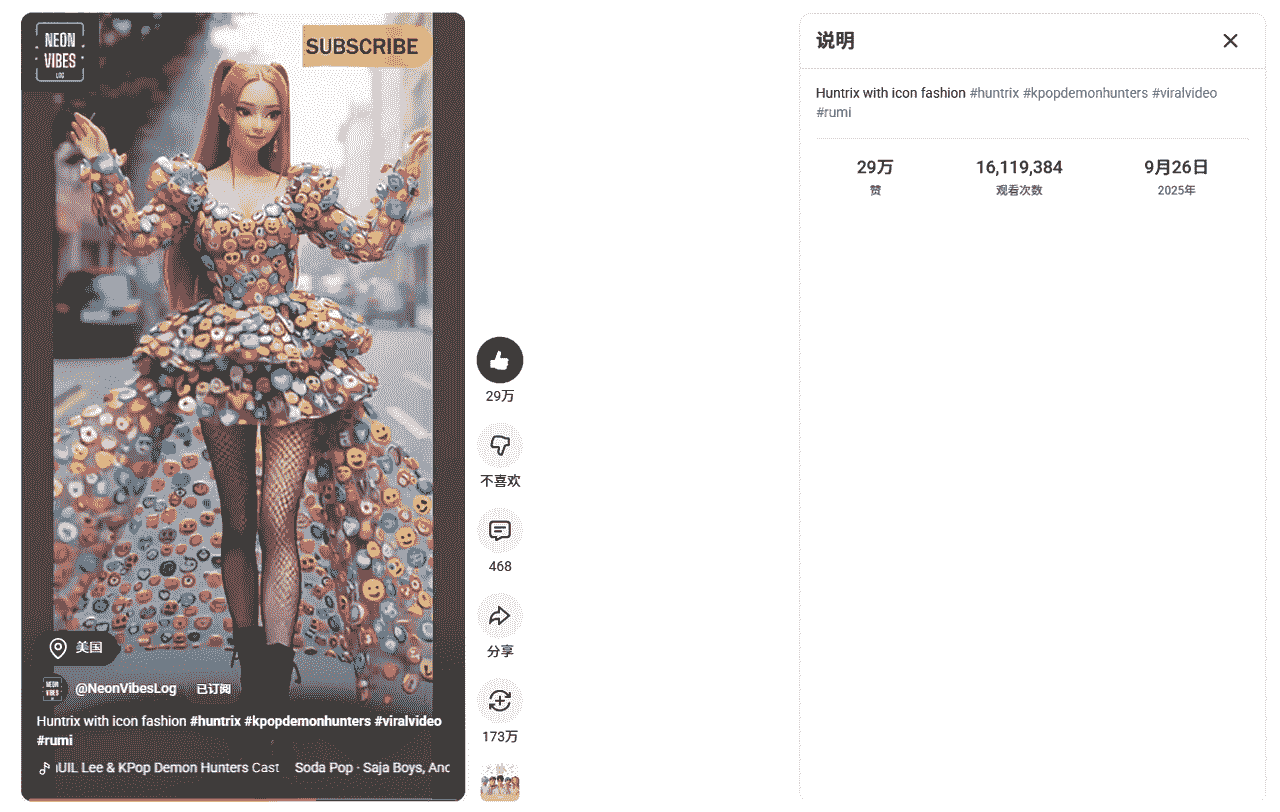 NEON
VIBES
LOG
SUBSCRIBE
美国
NEON
VIBES
@NeonVibesLog
已订阅
Huntrix with icon fashion #huntrix #kpopdemonhunters #viralvideo
#rumi
UIL Lee & KPop Demon Hunters Cast
Soda Pop · Saja Boys, And
29万
不喜欢
468
分享
173万
说明
Huntrix with icon fashion #huntrix #kpopdemonhunters #viralvideo
#rumi
29万
赞
16,119,384
观看次数
9月26日
2025年